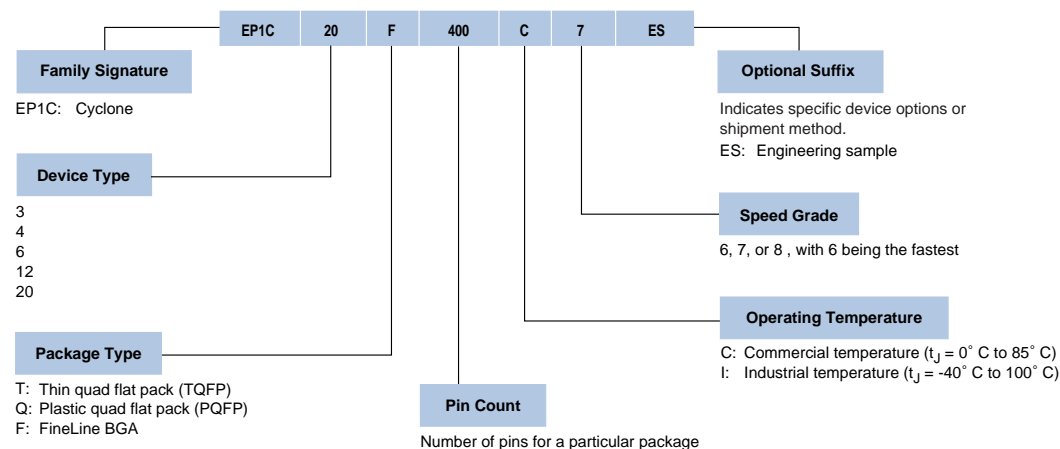 EP1C 20 F 400 C 7 ES
Family Signature
EP1C: Cyclone
Device Type
3
4
6
12
20
Package Type
T: Thin quad flat pack (TQFP)
Q: Plastic quad flat pack (PQFP)
F: FineLine BGA
Pin Count
Number of pins for a particular package
Optional Suffix
Indicates specific device options or
shipment method.
ES: Engineering sample
Speed Grade
6, 7, or 8 , with 6 being the fastest
Operating Temperature
C: Commercial temperature (tJ = 0° C to 85° C)
I: Industrial temperature (tJ = -40° C to 100° C)